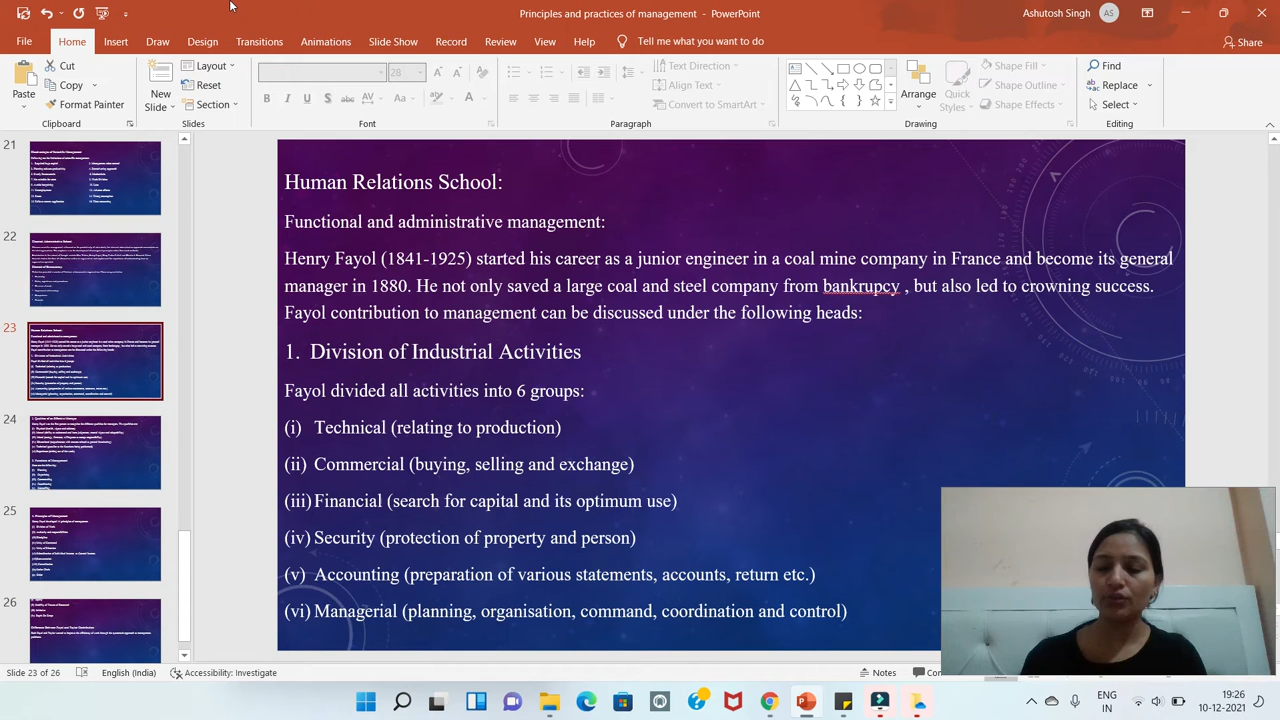 Principles and practices of management - PowerPoint
Ashutosh Singh
AS
File
Home
Insert
Draw
Design
Transitions
Animations
Slide Show
Record
Review
View
Help
Tell me what you want to do
Share
Paste
Cut
Copy
Format Painter
Clipboard
New
Slide
Layout
Reset
Section
Slides
28
Font
Text Direction
Align Text
Convert to SmartArt
Paragraph
Arrange
Quick
Styles
Shape Fill
Shape Outline
Shape Effects
Drawing
Find
Replace
Select
Editing
21
22
23
24
25
26
Human Relations School:
Functional and administrative managemt:
Henry Fayol (1841-1925) started his career as a junior engineer in a coal mine company in France and become its general
manager in 1880. He not only saved a large coal and steel company from bankrupcy , but also led to crowning success.
Fayol contribution to management can be discussed under the following heads:
1. Division of Industrial Activities
Fayol divided all activities into 6 groups:
(i) Technical (relating to production)
(ii) Commercial (buying, selling and exchange)
(iii) Financial (search for capital and its optimum use)
(iv) Security (protection of property and person)
(v) Accounting (preparation of various statements, accounts, return etc.)
(vi) Managerial (planning, organisation, command, coordination and control)
Slide 23 of 26
English (India)
Accessibility: Investigate
Notes
ENG
IN
19:26
10-12-2021